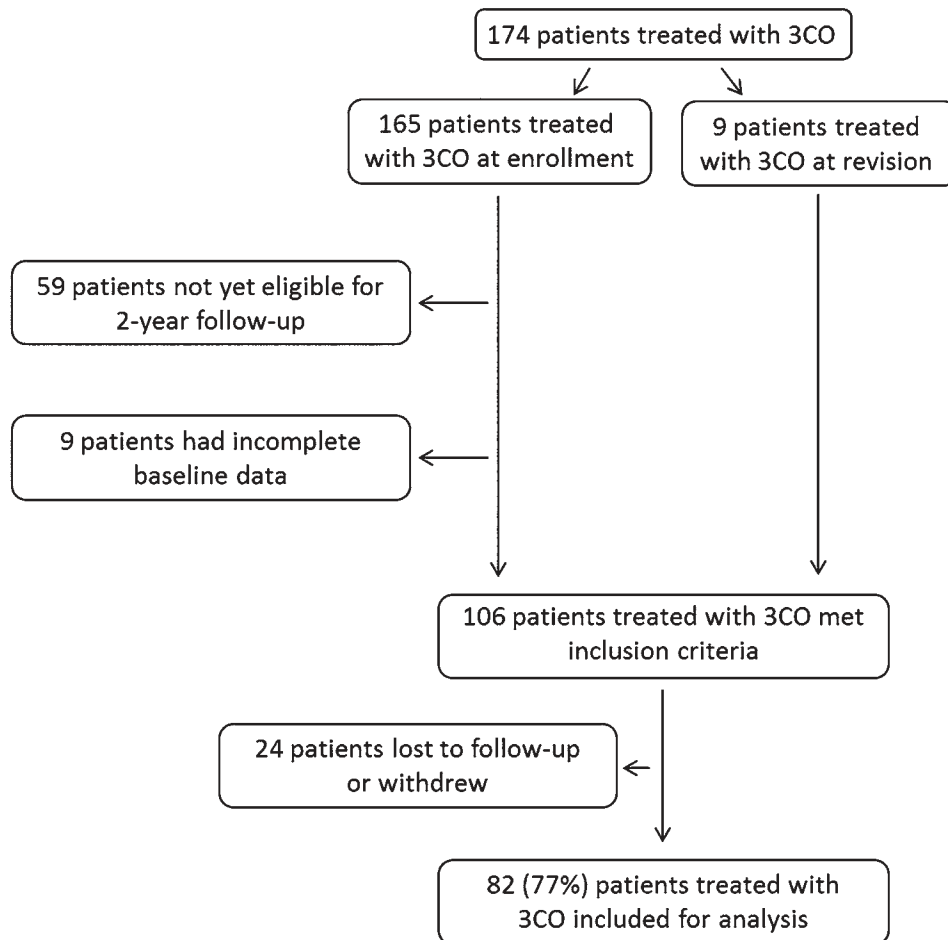 174 patients treated with 3CO
165 patients treated
with 3CO at enrollment
9 patients treated
with 3CO at revision
59 patients not yet eligible for
2-year follow-up
9 patients had incomplete
baseline data
106 patients treated with 3CO met
inclusion criteria
24 patients lost to follow-up
or withdrew
82 (77%) patients treated with
3CO included for analysis